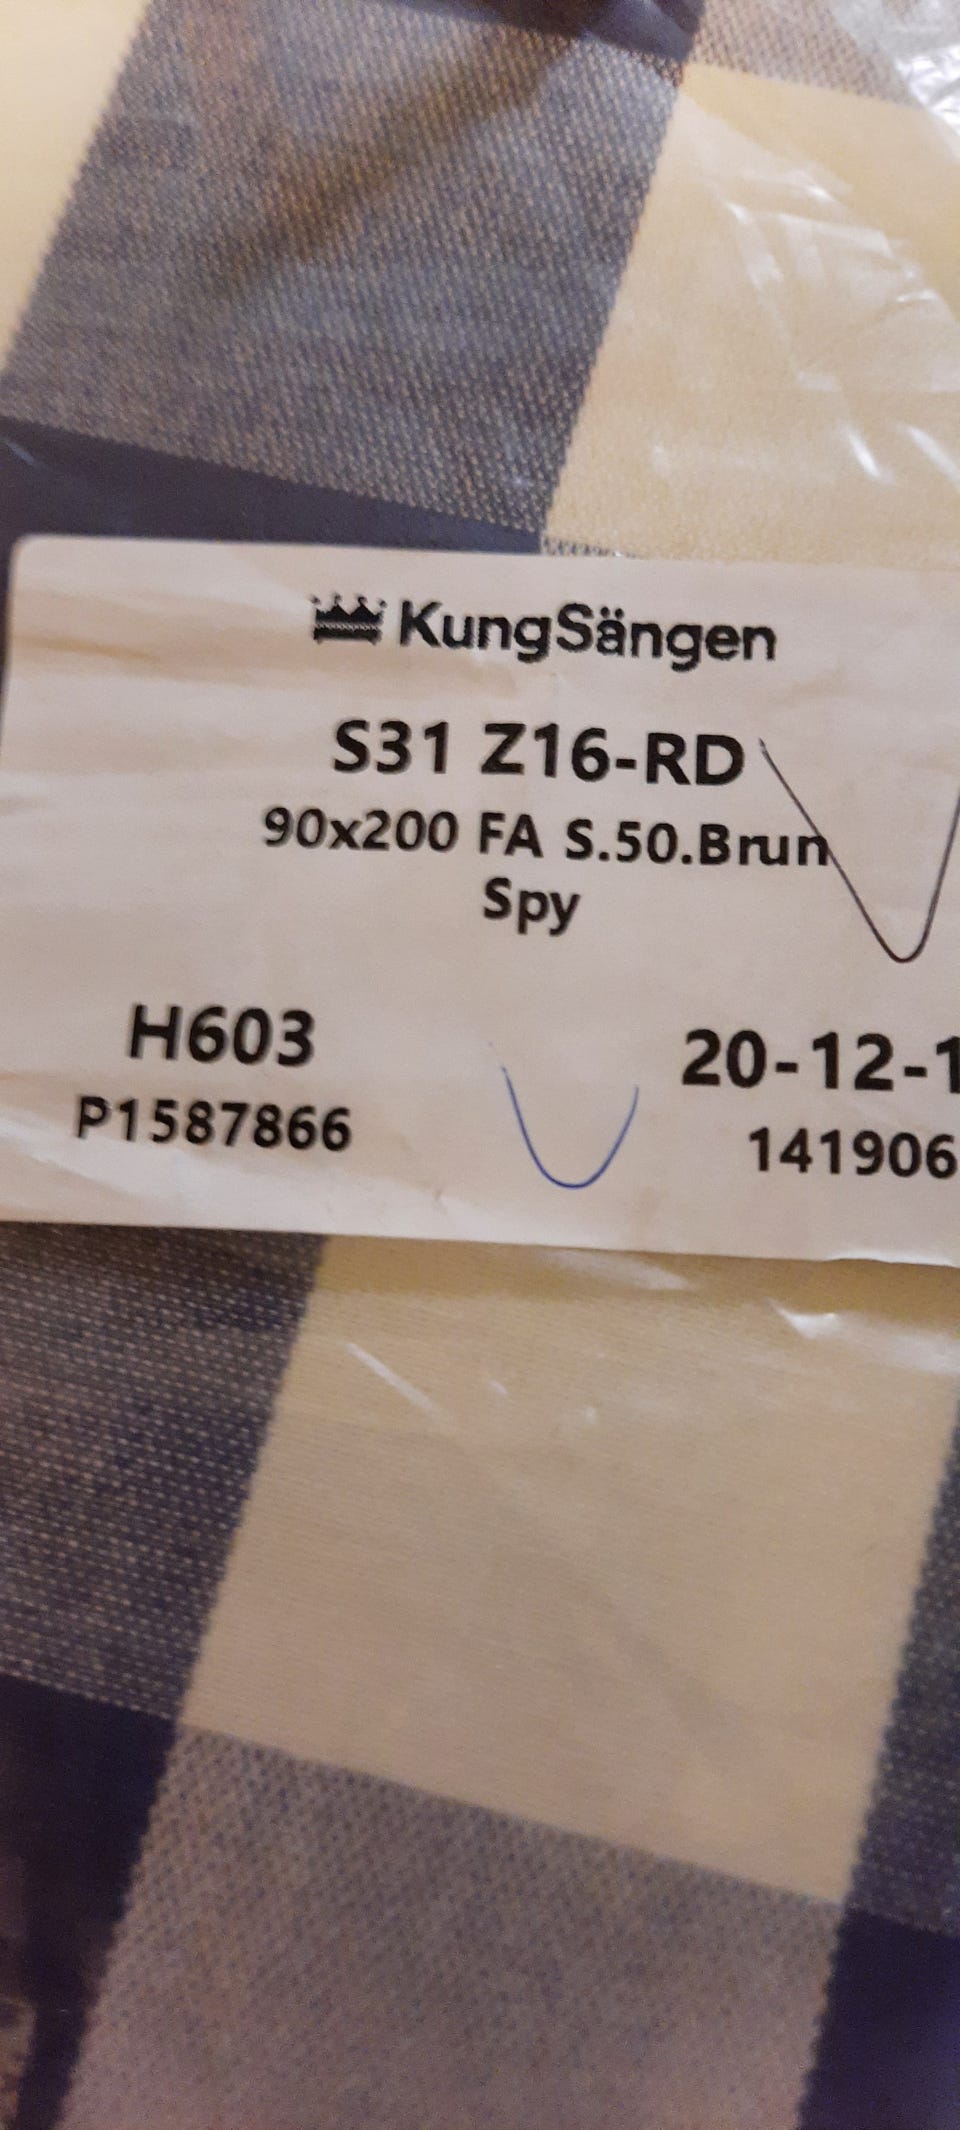 KungSängen
S31 Z16-RD
90x200 FA S.50.Brun
Spy
H603
20-12-1
P1587866
141906